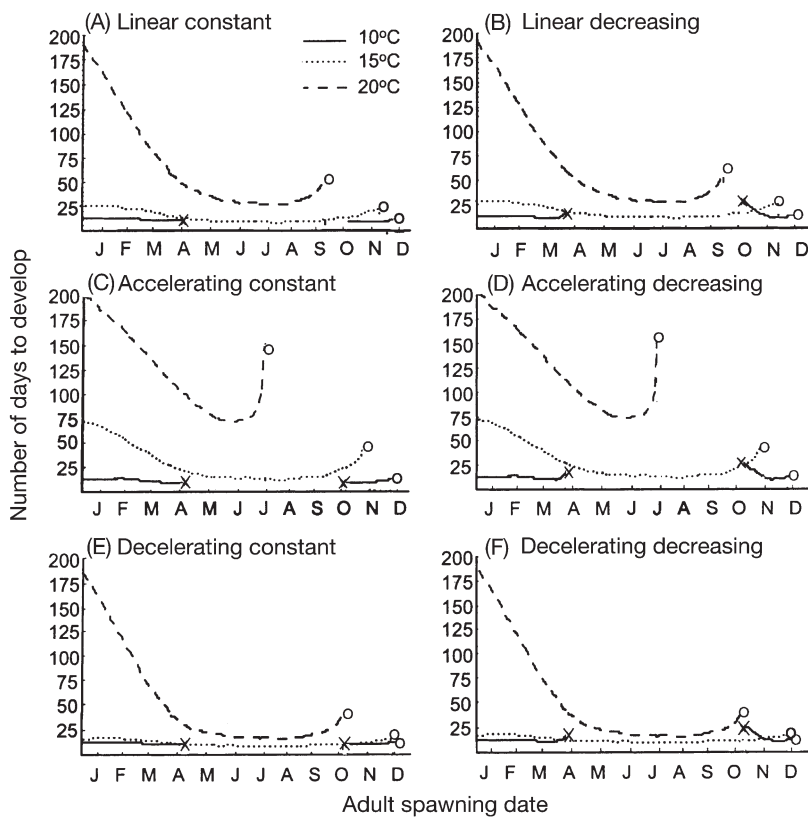 (A) Linear constant
(B) Linear decreasing
10ºC
15ºC
20ºC
200
175
150
125
100
75
50
25
J F M A M J J A S O N D
200
175
150
125
100
75
50
25
J F M A M J J A S O N D
(C) Accelerating constant
(D) Accelerating decreasing
200
175
150
125
100
75
50
25
J F M A M J J A S O N D
200
175
150
125
100
75
50
25
J F M A M J J A S O N D
(E) Decelerating constant
(F) Decelerating decreasing
200
175
150
125
100
75
50
25
J F M A M J J A S O N D
200
175
150
125
100
75
50
25
J F M A M J J A S O N D
Number of days to develop
Adult spawning date